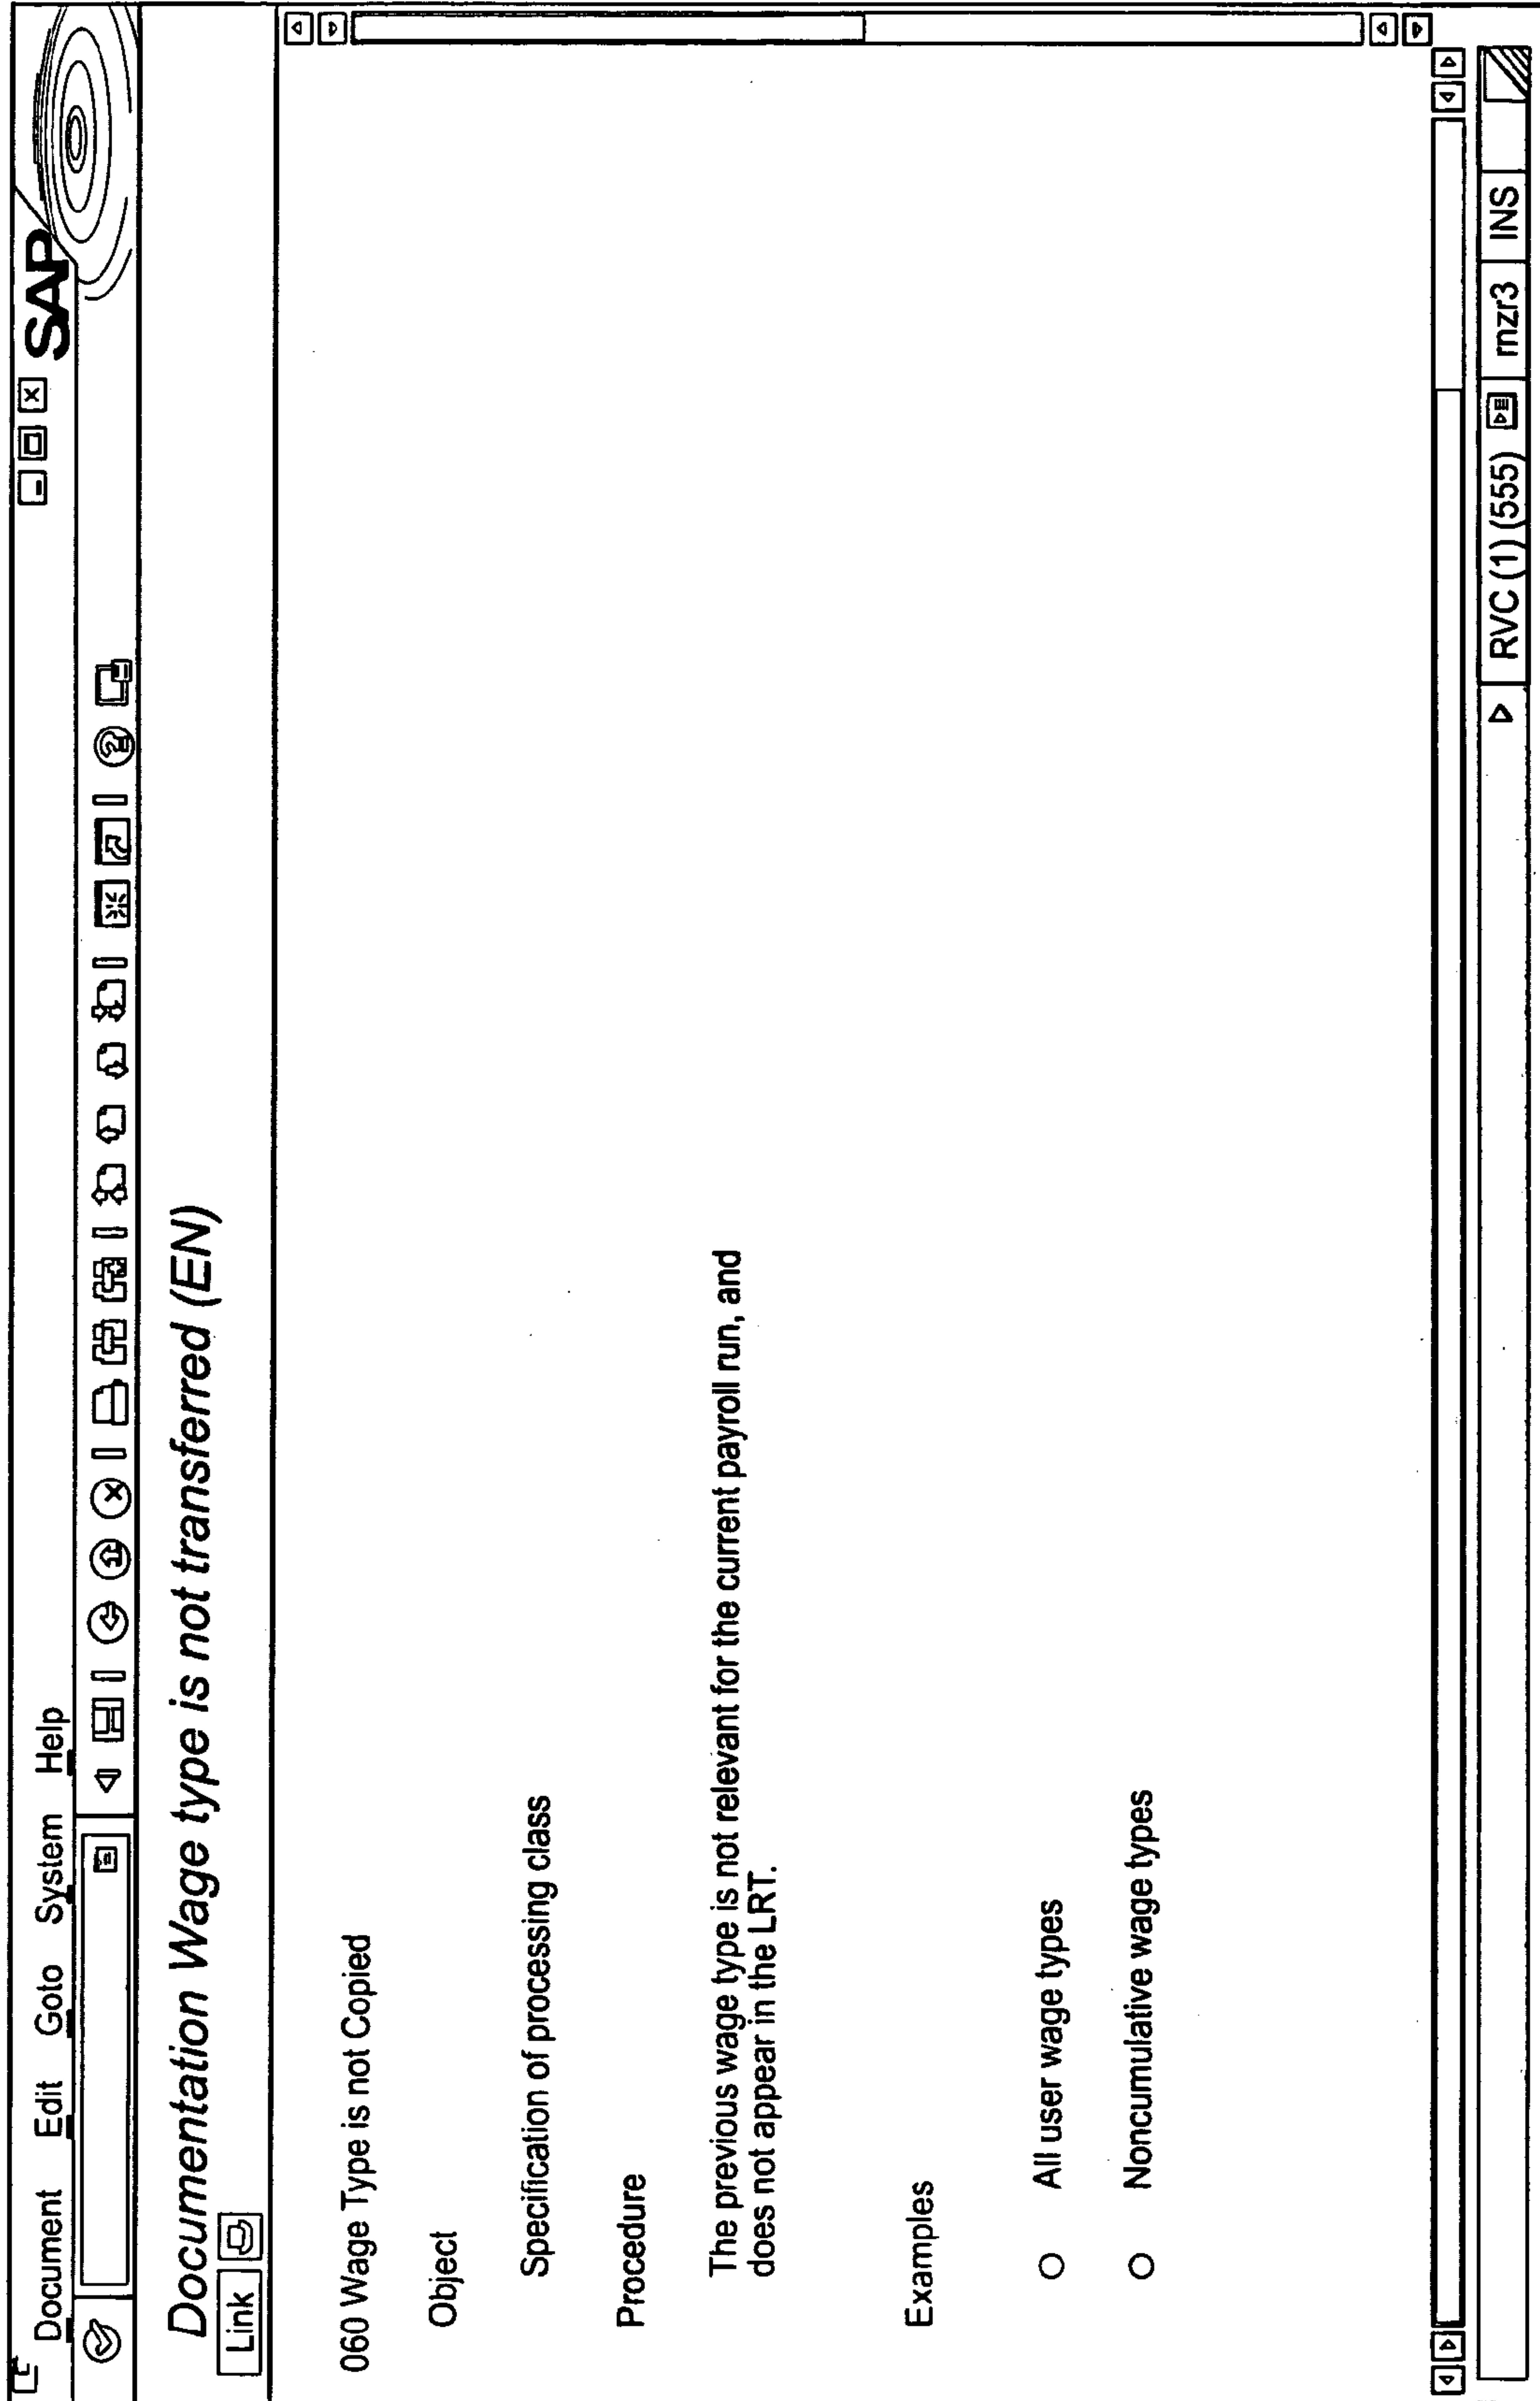 Document Edit Goto System Help
SAP
Documentation Wage type is not transferred (EN)
Link
060 Wage Type is not Copied
Object
Specification of processing class
Procedure
The previous wage type is not relevant for the current payroll run, and
does not appear in the LRT.
Examples
All user wage types
Noncumulative wage types
RVC (1) (555) rnzr3 INS